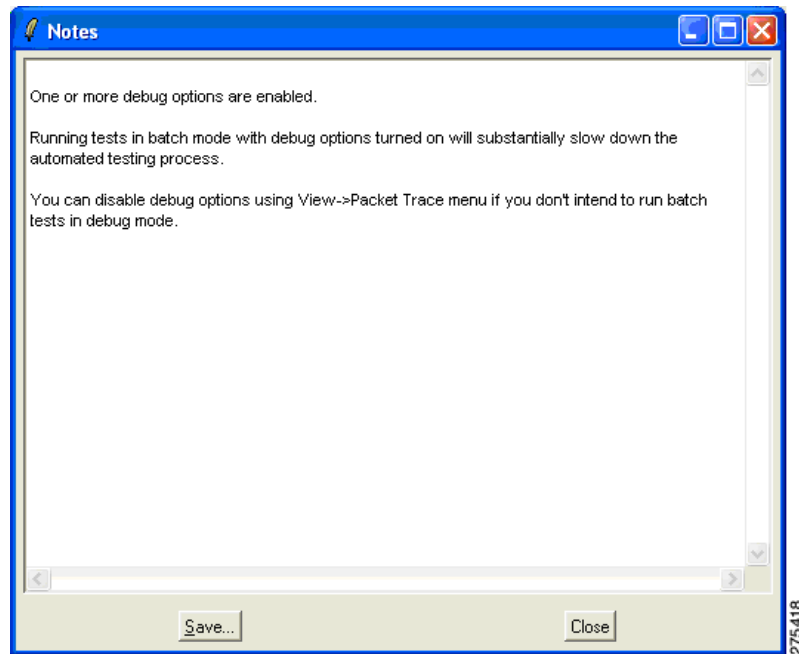 Notes
One or more debug options are enabled.
Running tests in batch mode with debug options turned on will substantially slow down the
automated testing process.
You can disable debug options using View->Packet Trace menu if you don't intend to run batch
tests in debug mode.
Save...
Close
275418